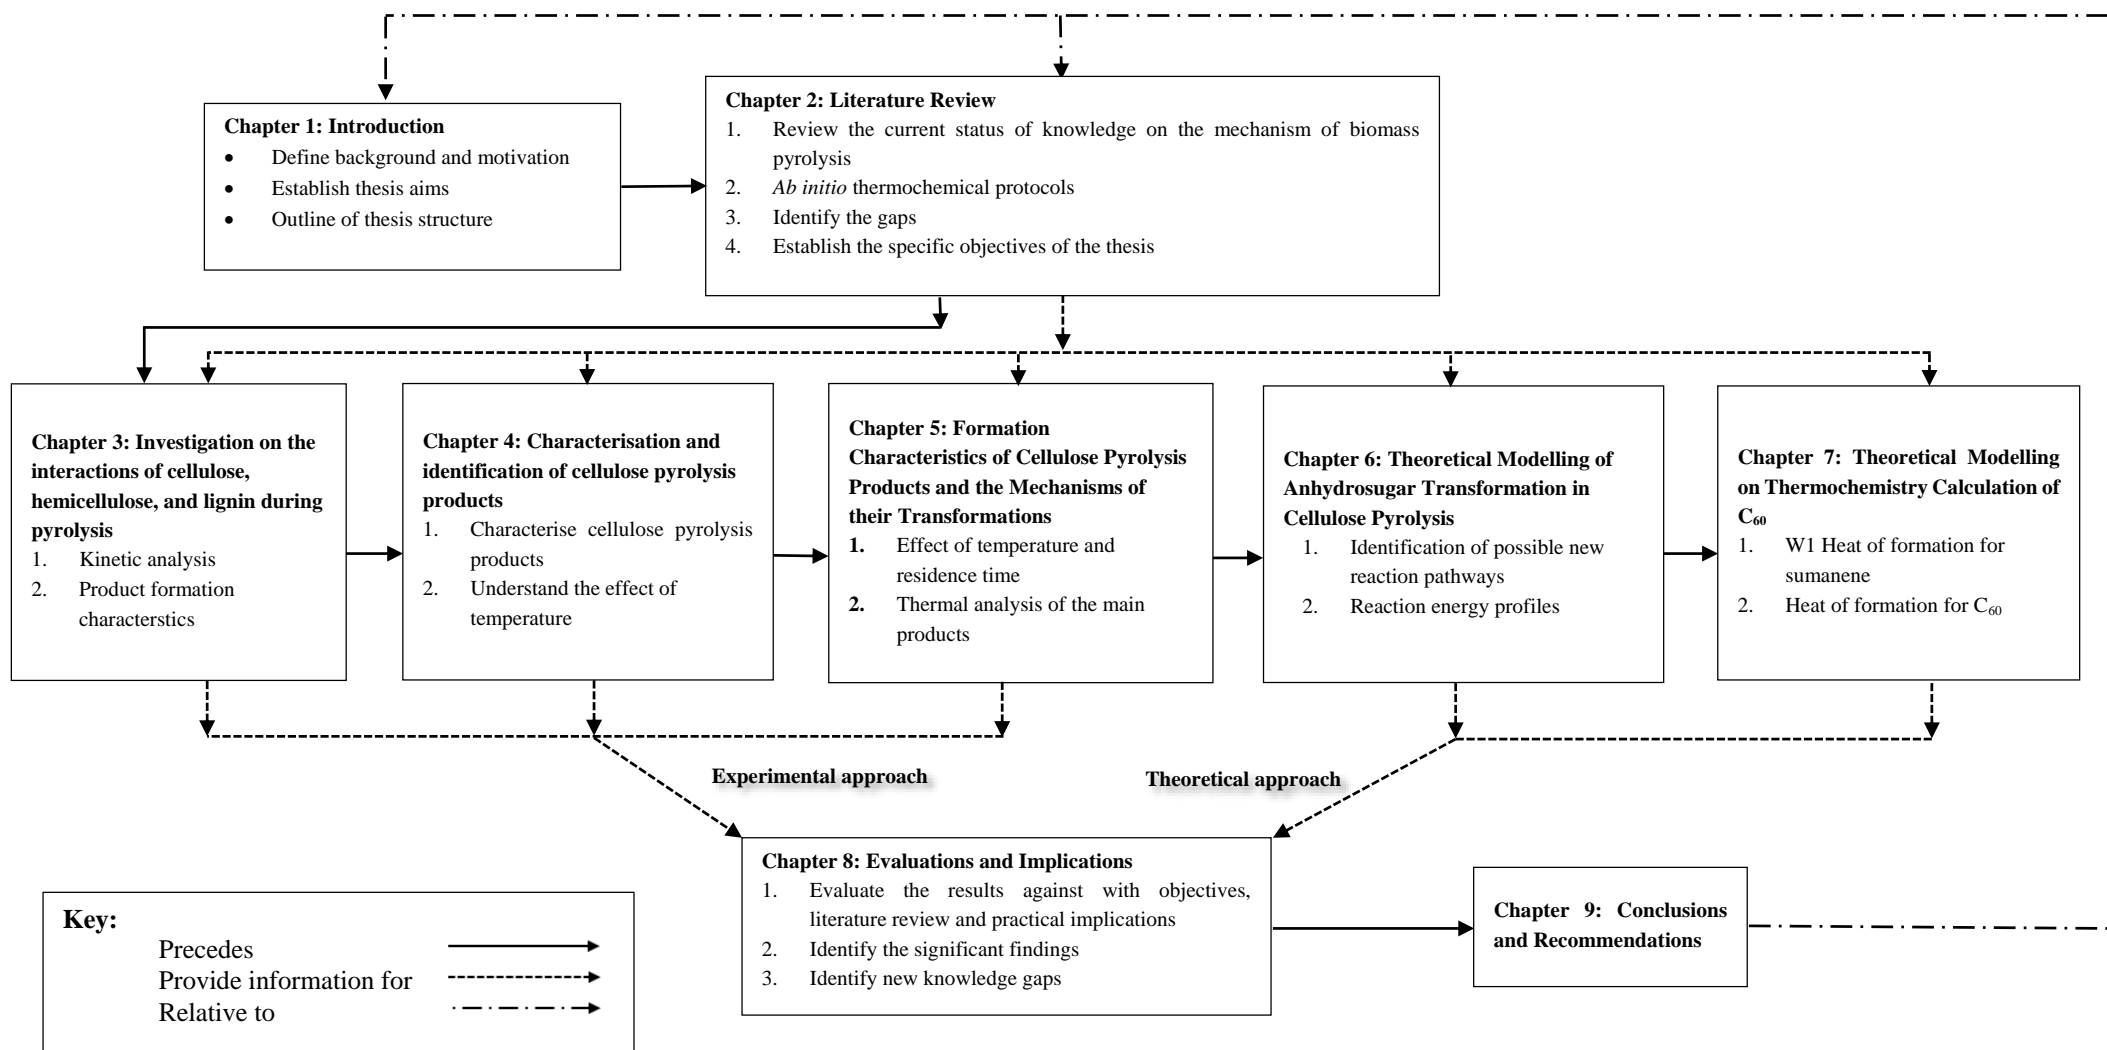 Chapter 1: Introduction
• Define background and motivation
• Establish thesis aims
• Outline of thesis structure
Chapter 2: Literature Review
1. Review the current status of knowledge on the mechanism of biomass
pyrolysis
2. Ab initio thermochemical protocols
3. Identify the gaps
4. Establish the specific objectives of the thesis
Chapter 3: Investigation on the
interactions of cellulose,
hemicellulose, and lignin during
pyrolysis
1. Kinetic analysis
2. Product formation
characterstics
Chapter 4: Characterisation and
identification of cellulose pyrolysis
products
1. Characterise cellulose pyrolysis
products
2. Understand the effect of
temperature
Chapter 5: Formation
Characteristics of Cellulose Pyrolysis
Products and the Mechanisms of
their Transformations
1. Effect of temperature and
residence time
2. Thermal analysis of the main
products
Chapter 6: Theoretical Modelling of
Anhydrosugar Transformation in
Cellulose Pyrolysis
1. Identification of possible new
reaction pathways
2. Reaction energy profiles
Chapter 7: Theoretical Modelling
on Thermochemistry Calculation of
C₆₀
1. W1 Heat of formation for
sumanene
2. Heat of formation for C₆₀
Experimental approach
Theoretical approach
Chapter 8: Evaluations and Implications
1. Evaluate the results against with objectives,
literature review and practical implications
2. Identify the significant findings
3. Identify new knowledge gaps
Chapter 9: Conclusions
and Recommendations
Key:
Precedes
Provide information for
Relative to